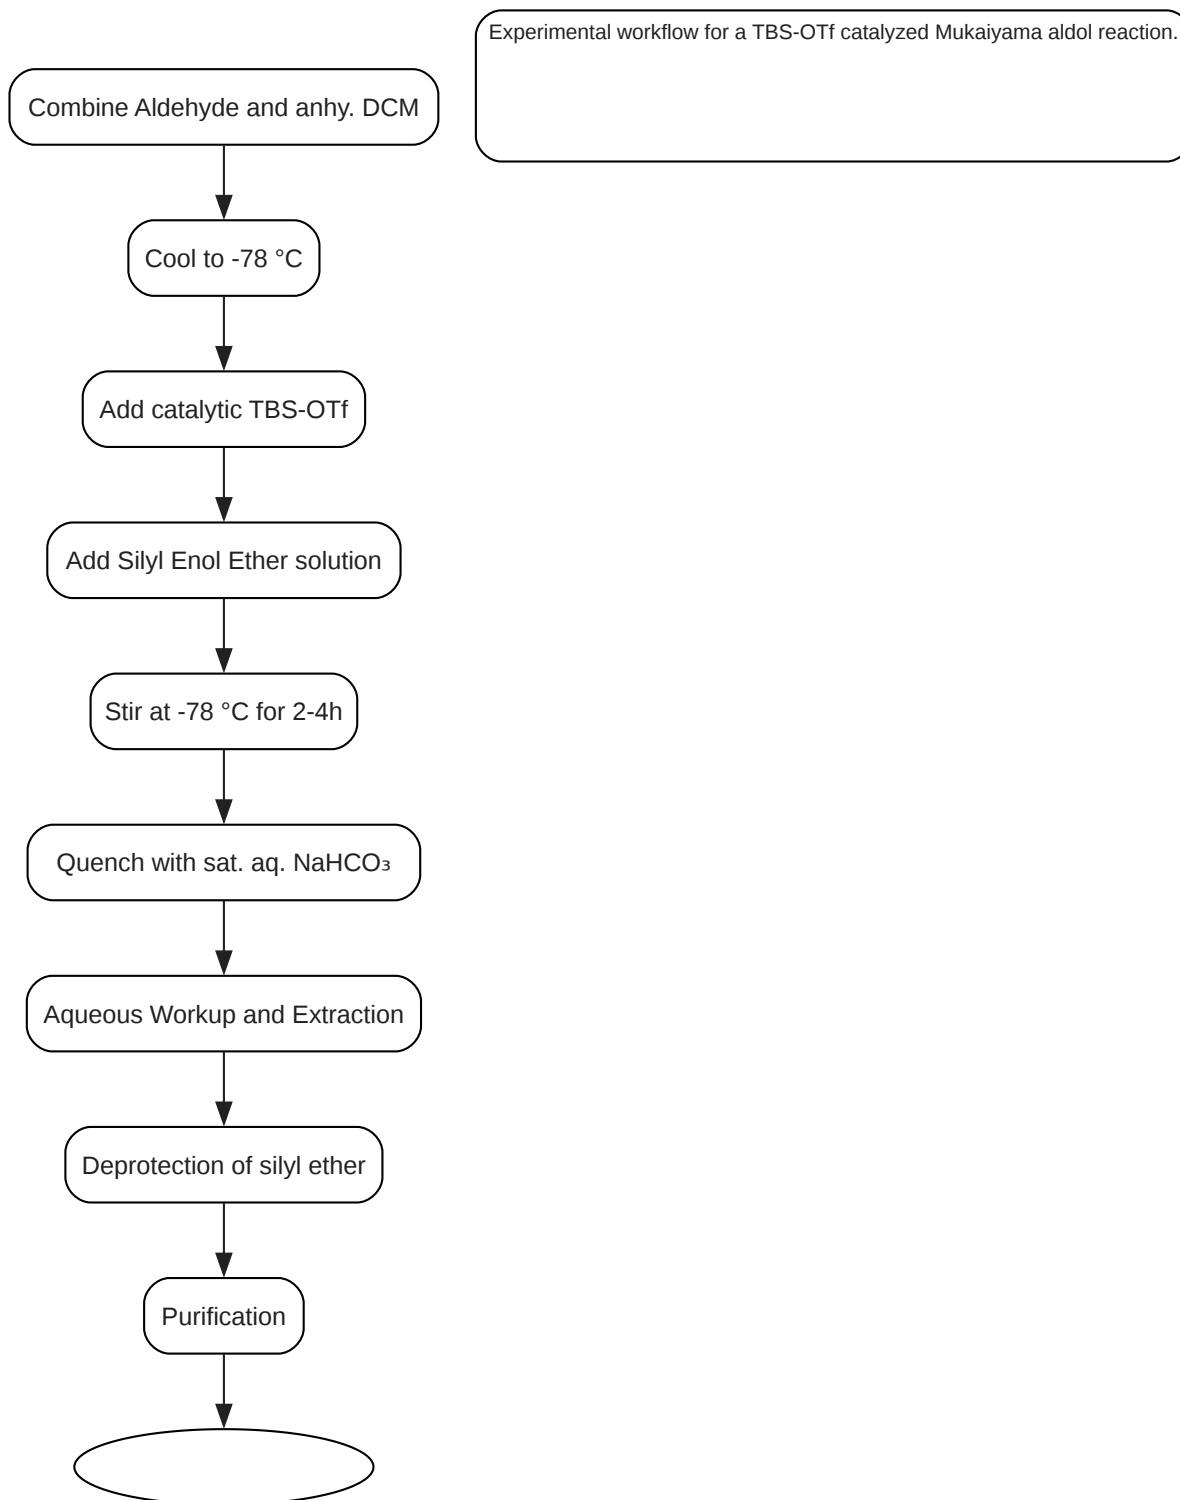 Experimental workflow for a TBS-OTf catalyzed Mukaiyama aldol reaction.
Combine Aldehyde and anhy. DCM
Cool to -78 °C
Add catalytic TBS-OTf
Add Silyl Enol Ether solution
Stir at -78 °C for 2-4h
Quench with sat. aq. NaHCO₃
Aqueous Workup and Extraction
Deprotection of silyl ether
Purification